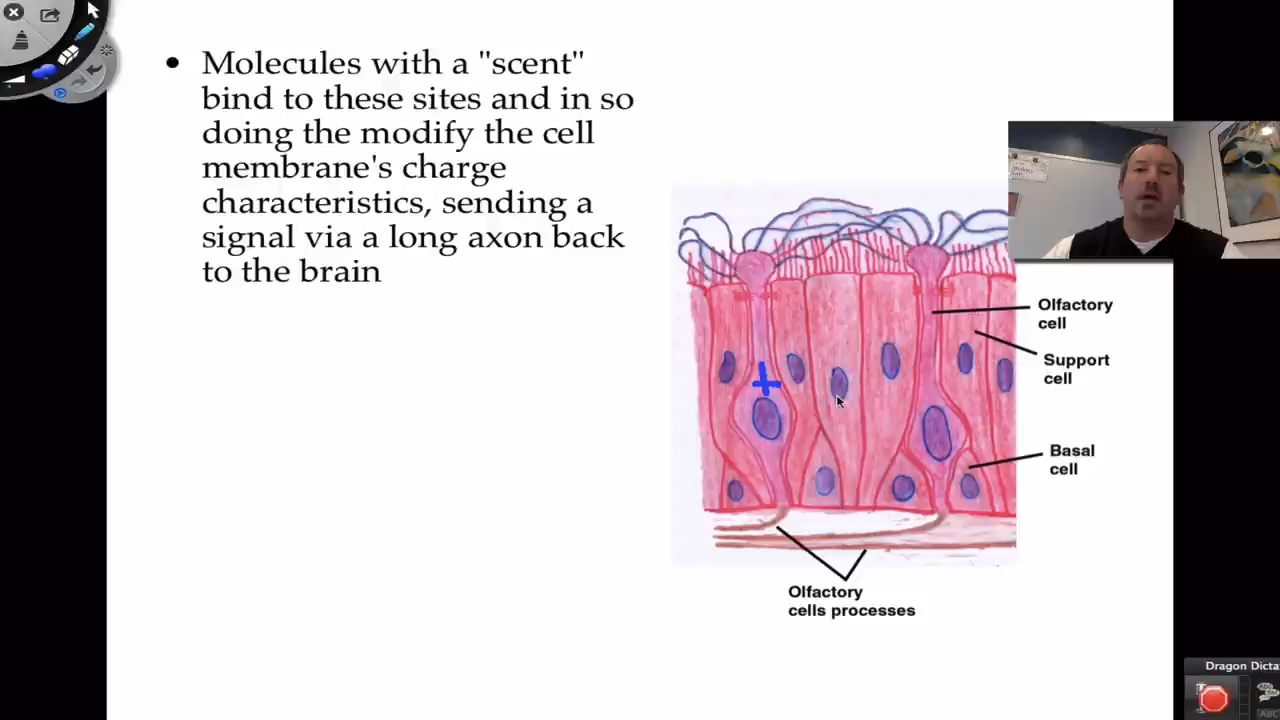 • Molecules with a "scent"
bind to these sites and in so
doing the modify the cell
membrane's charge
characteristics, sending a
signal via a long axon back
to the brain
Olfactory
cell
Support
cell
Basal
cell
Olfactory
cells processes
Dragon Dicta
ABC